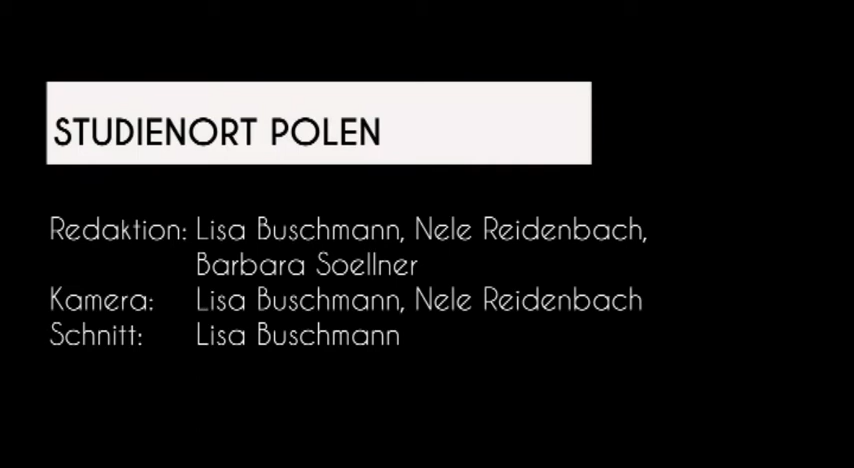 STUDIENORT POLEN
Redaktion: Lisa Buschmann, Nele Reidenbach,
Barbara Soellner
Kamera: Lisa Buschmann, Nele Reidenbach
Schnitt: Lisa Buschmann